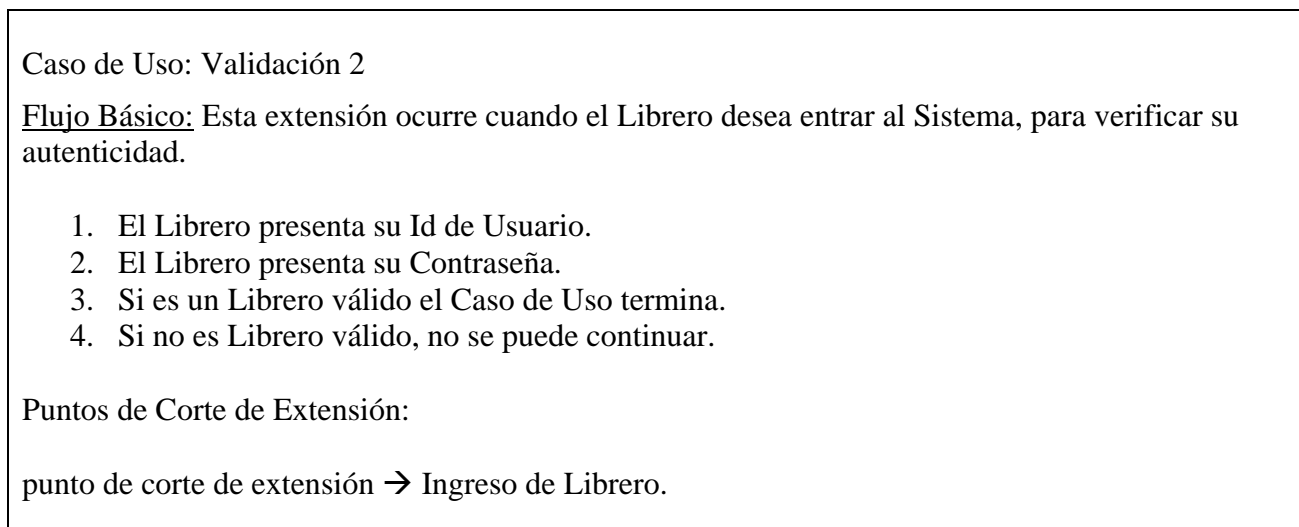 Caso de Uso: Validación 2
Flujo Básico: Esta extensión ocurre cuando el Librero desea entrar al Sistema, para verificar su
autenticidad.
1. El Librero presenta su Id de Usuario.
2. El Librero presenta su Contraseña.
3. Si es un Librero válido el Caso de Uso termina.
4. Si no es Librero válido, no se puede continuar.
Puntos de Corte de Extensión:
punto de corte de extensión → Ingreso de Librero.